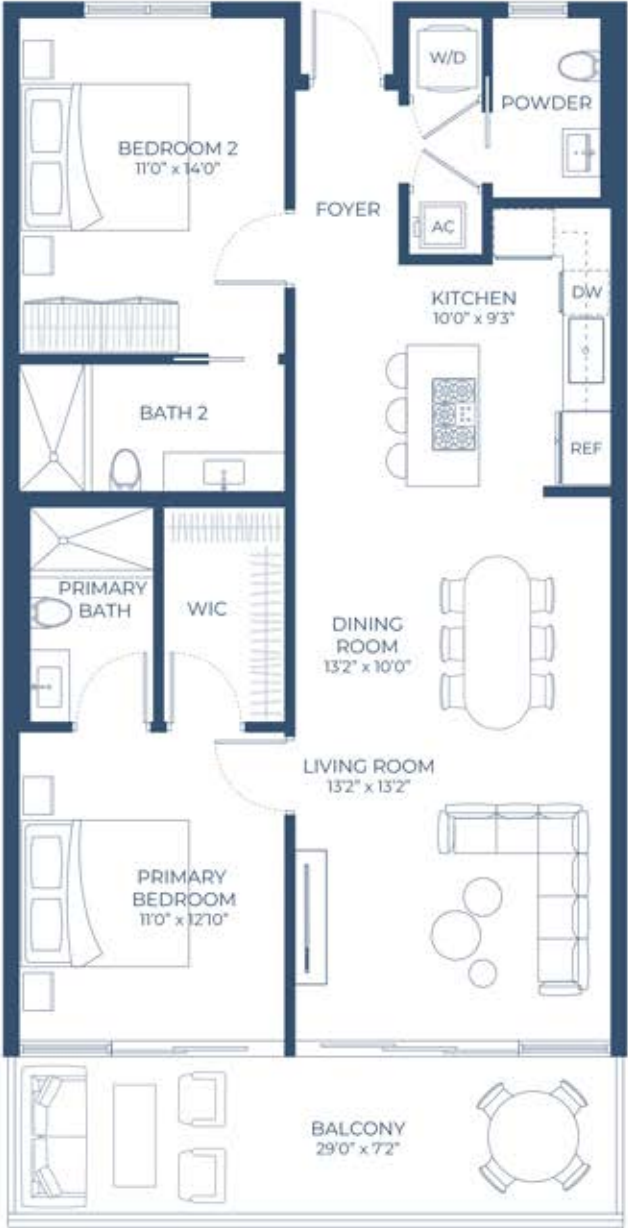 W/D
POWDER
BEDROOM 2
11'0" x 14'0"
FOYER
AC
KITCHEN
10'0" x 9'3"
DW
BATH 2
REF
PRIMARY
BATH
WIC
DINING
ROOM
13'2" x 10'0"
LIVING ROOM
13'2" x 13'2"
PRIMARY
BEDROOM
11'0" x 12'10"
BALCONY
29'0" x 7'2"